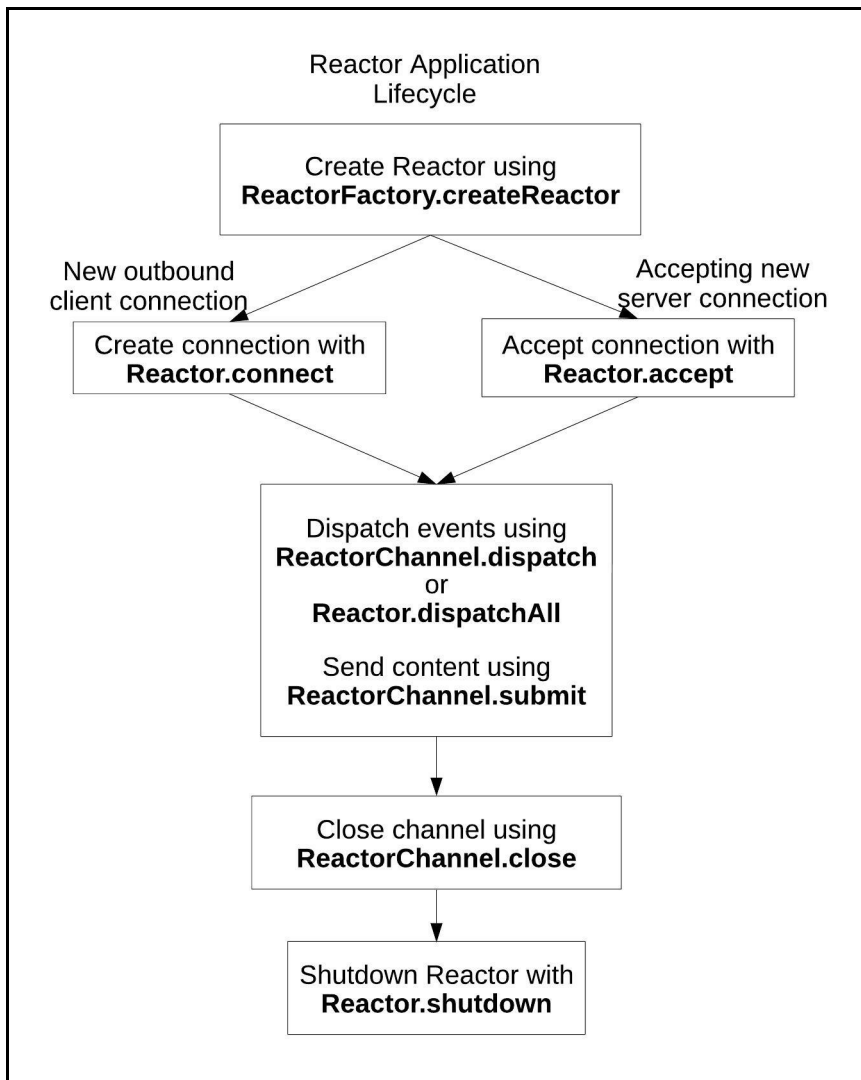 Reactor Application
Lifecycle
Create Reactor using
ReactorFactory.createReactor
New outbound
client connection
Accepting new
server connection
Create connection with
Reactor.connect
Accept connection with
Reactor.accept
Dispatch events using
ReactorChannel.dispatch
or
Reactor.dispatchAll
Send content using
ReactorChannel.submit
Close channel using
ReactorChannel.close
Shutdown Reactor with
Reactor.shutdown